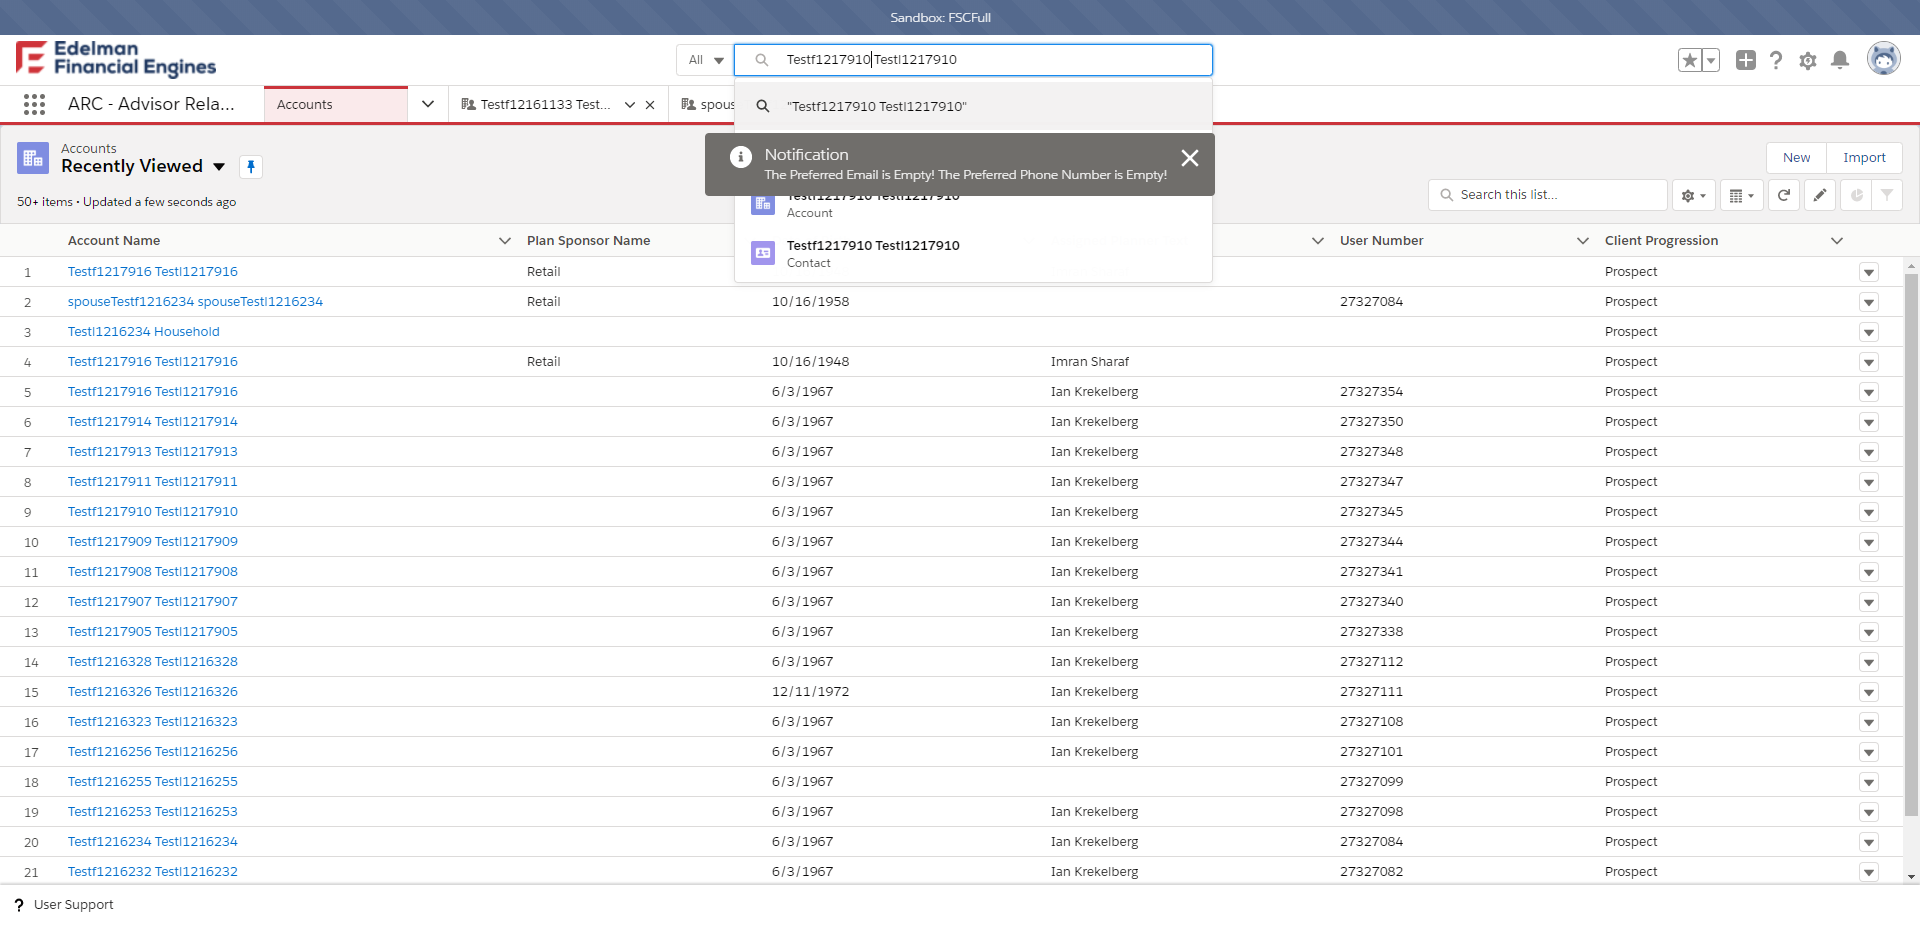 Sandbox: FSCFull
Edelman
Financial Engines
All
Testf1217910 Testl1217910
ARC - Advisor Rela...
Accounts
Testf12161133 Test...
spous
"Testf1217910 Testl1217910"
Notification
The Preferred Email is Empty! The Preferred Phone Number is Empty!
Testf1217910 Testl1217910
Account
Testf1217910 Testl1217910
Contact
Accounts
Recently Viewed
New
Import
50+ items • Updated a few seconds ago
Search this list...
Account Name Plan Sponsor Name User Number Client Progression
1 Testf1217916 Testl1217916 Retail Prospect
2 spouseTestf1216234 spouseTestl1216234 Retail 10/16/1958 27327084 Prospect
3 Testl1216234 Household Prospect
4 Testf1217916 Testl1217916 Retail 10/16/1948 Imran Sharaf Prospect
5 Testf1217916 Testl1217916 6/3/1967 Ian Krekelberg 27327354 Prospect
6 Testf1217914 Testl1217914 6/3/1967 Ian Krekelberg 27327350 Prospect
7 Testf1217913 Testl1217913 6/3/1967 Ian Krekelberg 27327348 Prospect
8 Testf1217911 Testl1217911 6/3/1967 Ian Krekelberg 27327347 Prospect
9 Testf1217910 Testl1217910 6/3/1967 Ian Krekelberg 27327345 Prospect
10 Testf1217909 Testl1217909 6/3/1967 Ian Krekelberg 27327344 Prospect
11 Testf1217908 Testl1217908 6/3/1967 Ian Krekelberg 27327341 Prospect
12 Testf1217907 Testl1217907 6/3/1967 Ian Krekelberg 27327340 Prospect
13 Testf1217905 Testl1217905 6/3/1967 Ian Krekelberg 27327338 Prospect
14 Testf1216328 Testl1216328 6/3/1967 Ian Krekelberg 27327112 Prospect
15 Testf1216326 Testl1216326 12/11/1972 Ian Krekelberg 27327111 Prospect
16 Testf1216323 Testl1216323 6/3/1967 Ian Krekelberg 27327108 Prospect
17 Testf1216256 Testl1216256 6/3/1967 Ian Krekelberg 27327101 Prospect
18 Testf1216255 Testl1216255 6/3/1967 27327099 Prospect
19 Testf1216253 Testl1216253 6/3/1967 Ian Krekelberg 27327098 Prospect
20 Testf1216234 Testl1216234 6/3/1967 Ian Krekelberg 27327084 Prospect
21 Testf1216232 Testl1216232 6/3/1967 Ian Krekelberg 27327082 Prospect
? User Support